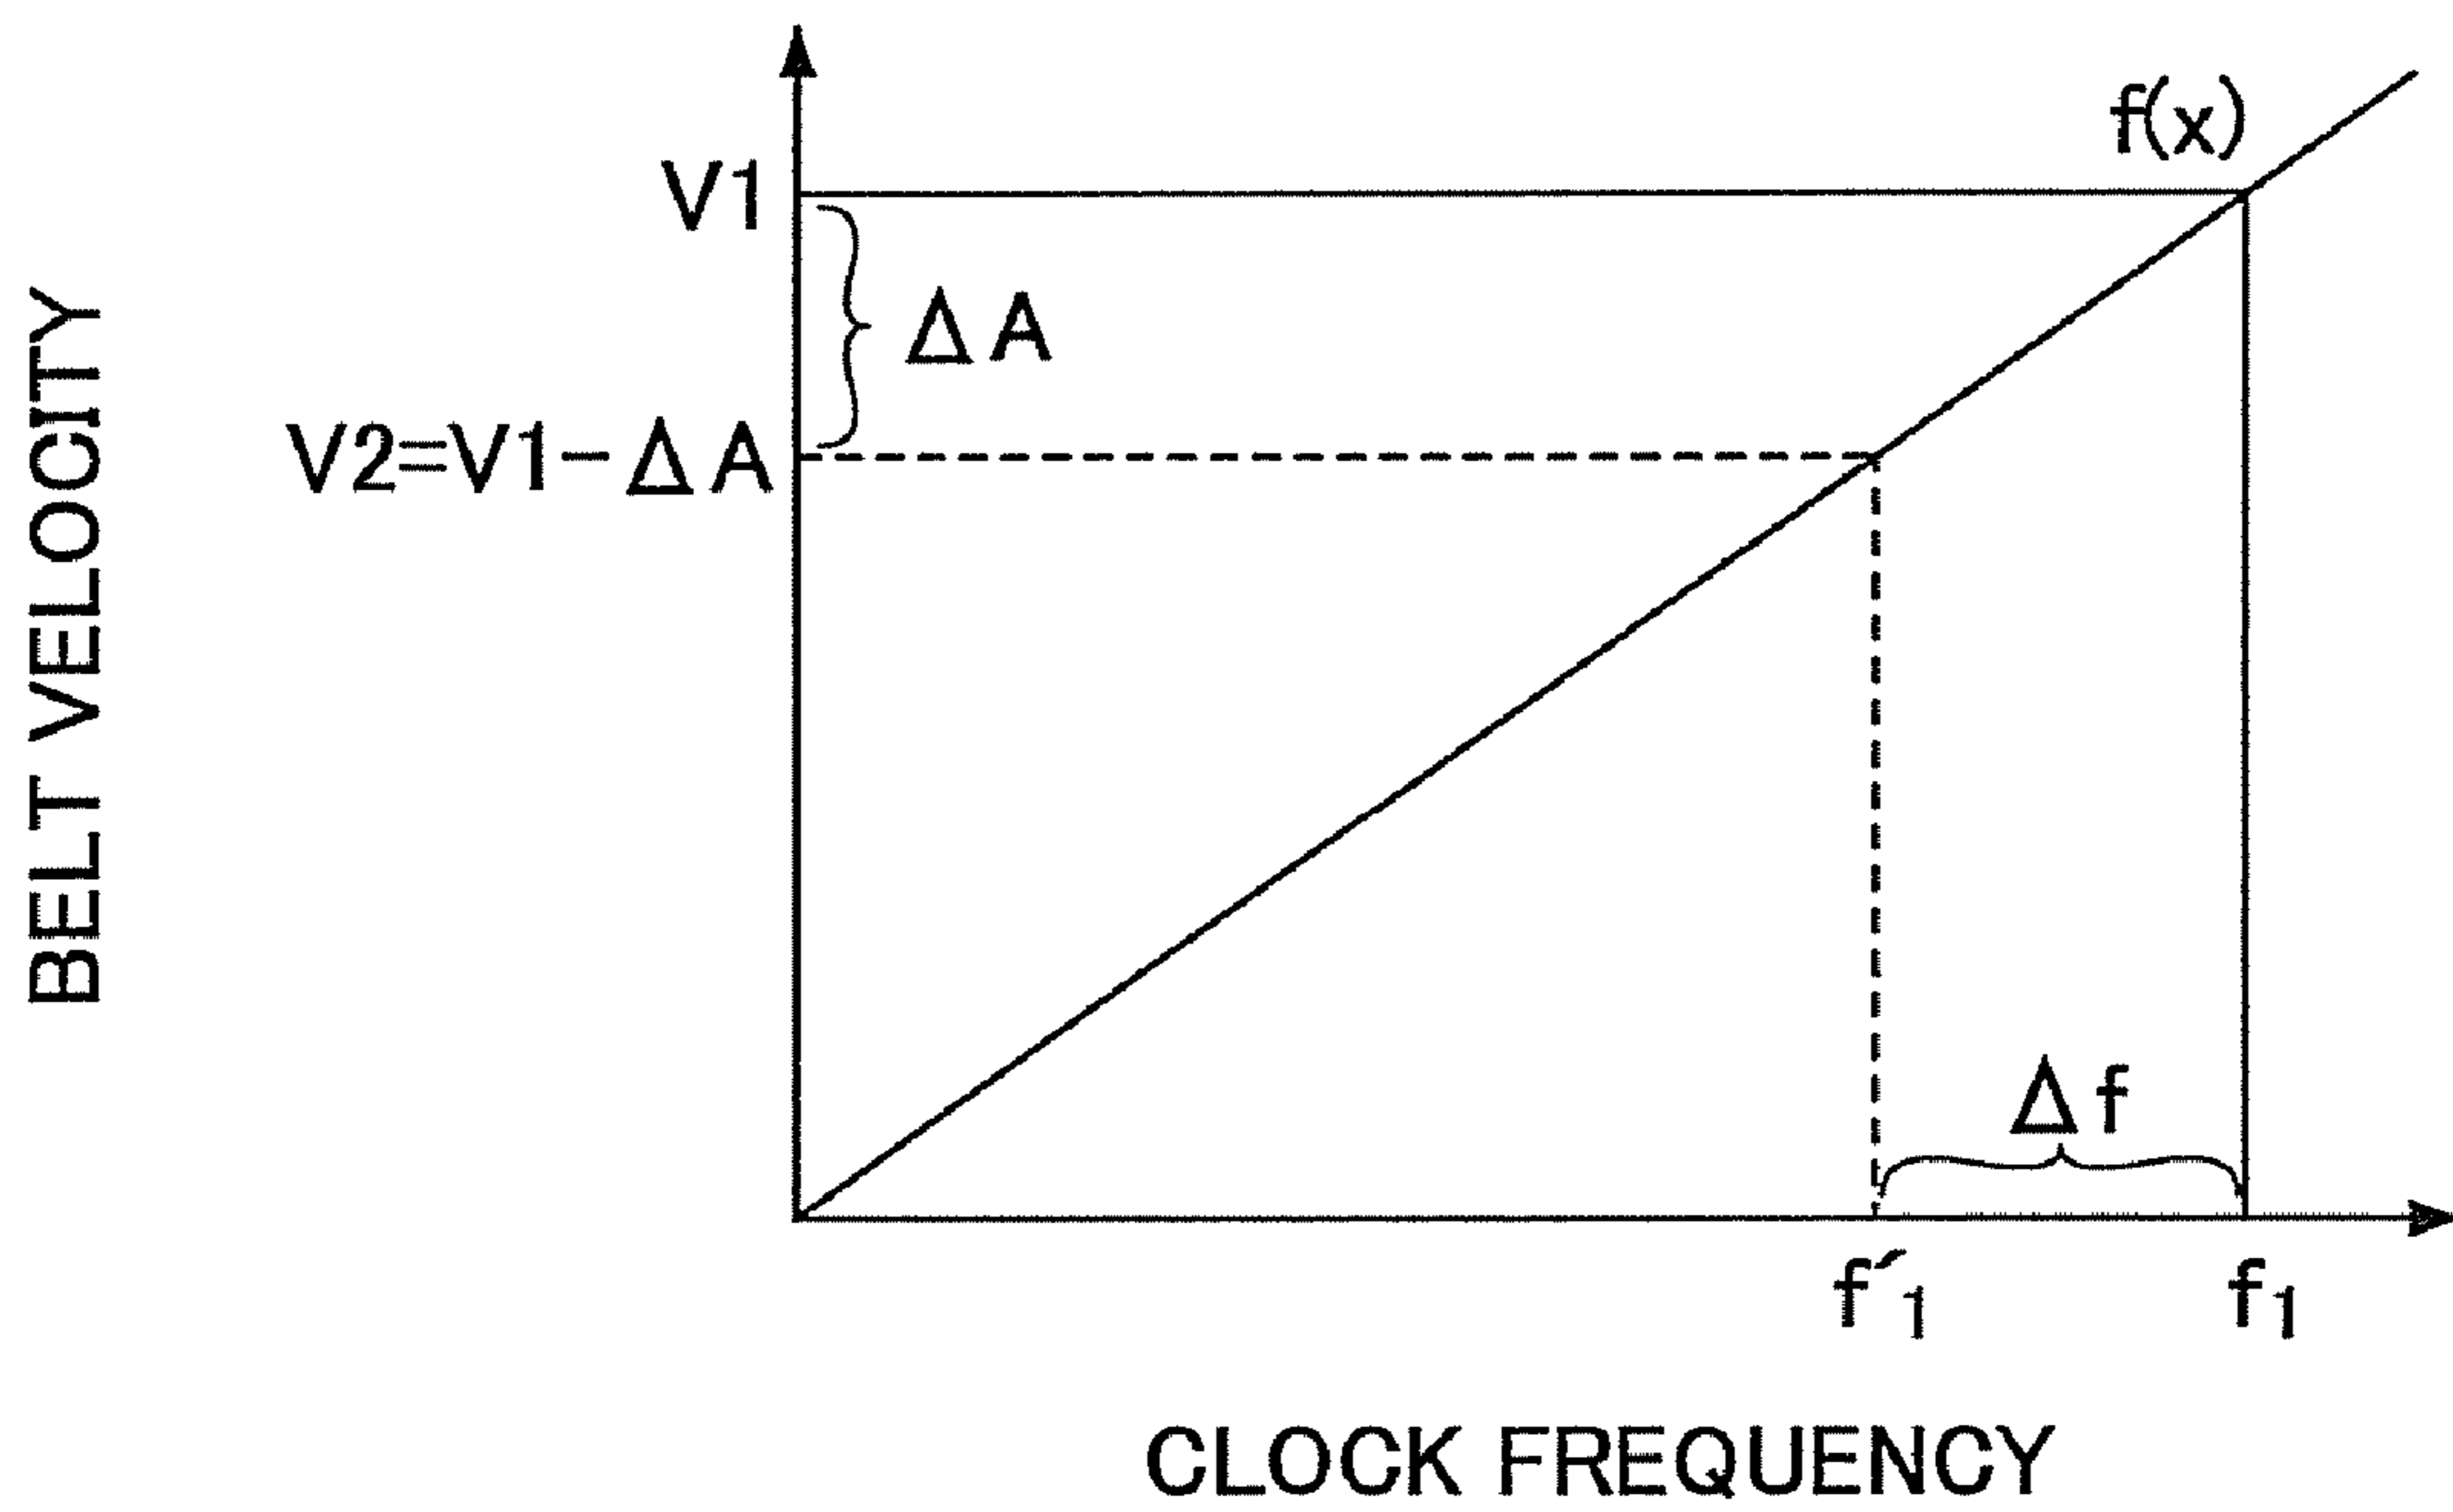 f(x)
V1
ΔA
V2=V1-ΔA
BELT VELOCITY
Δf
f′1
f1
CLOCK FREQUENCY